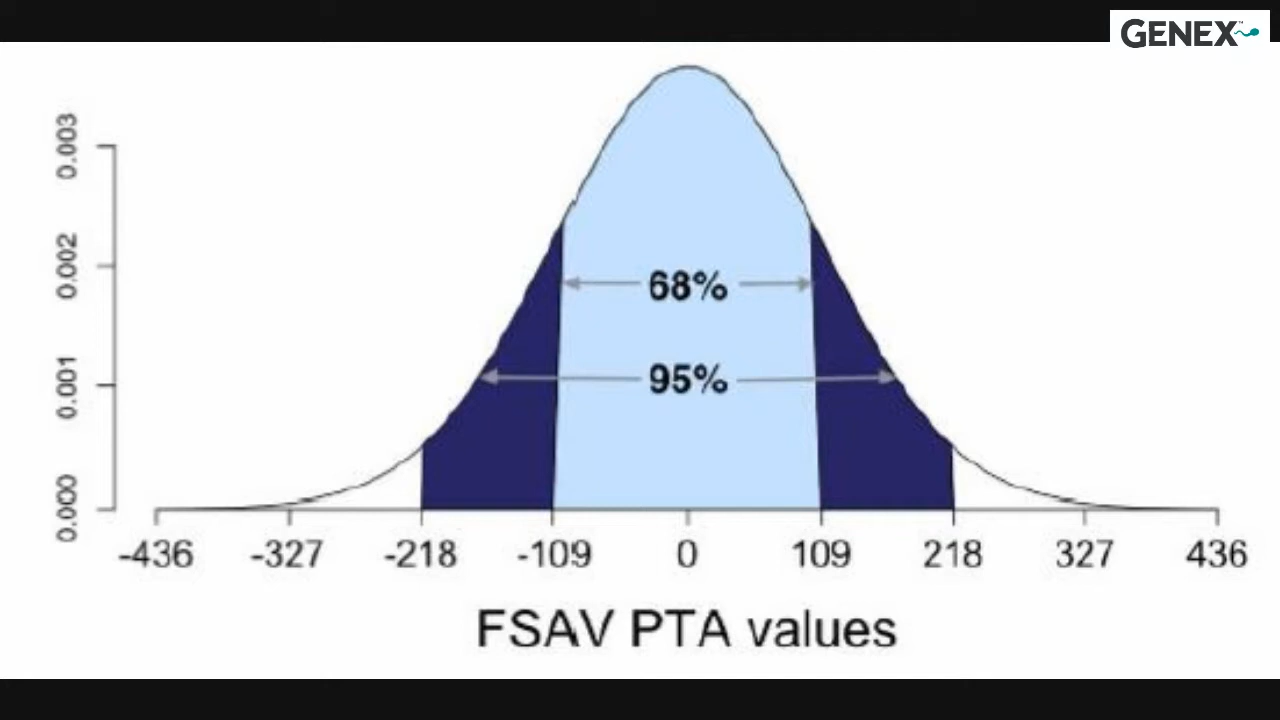 GENEX™
0.003
0.002
0.001
0.000
68%
95%
-436 -327 -218 -109 0 109 218 327 436
FSAV PTA values